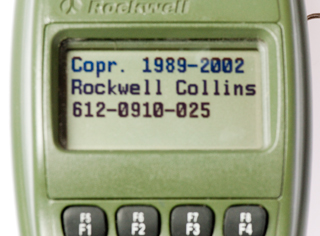 Rockwell
Copr. 1989-2002
Rockwell Collins
612-0910-025
F5 F6 F7 F8
F1 F2 F3 F4